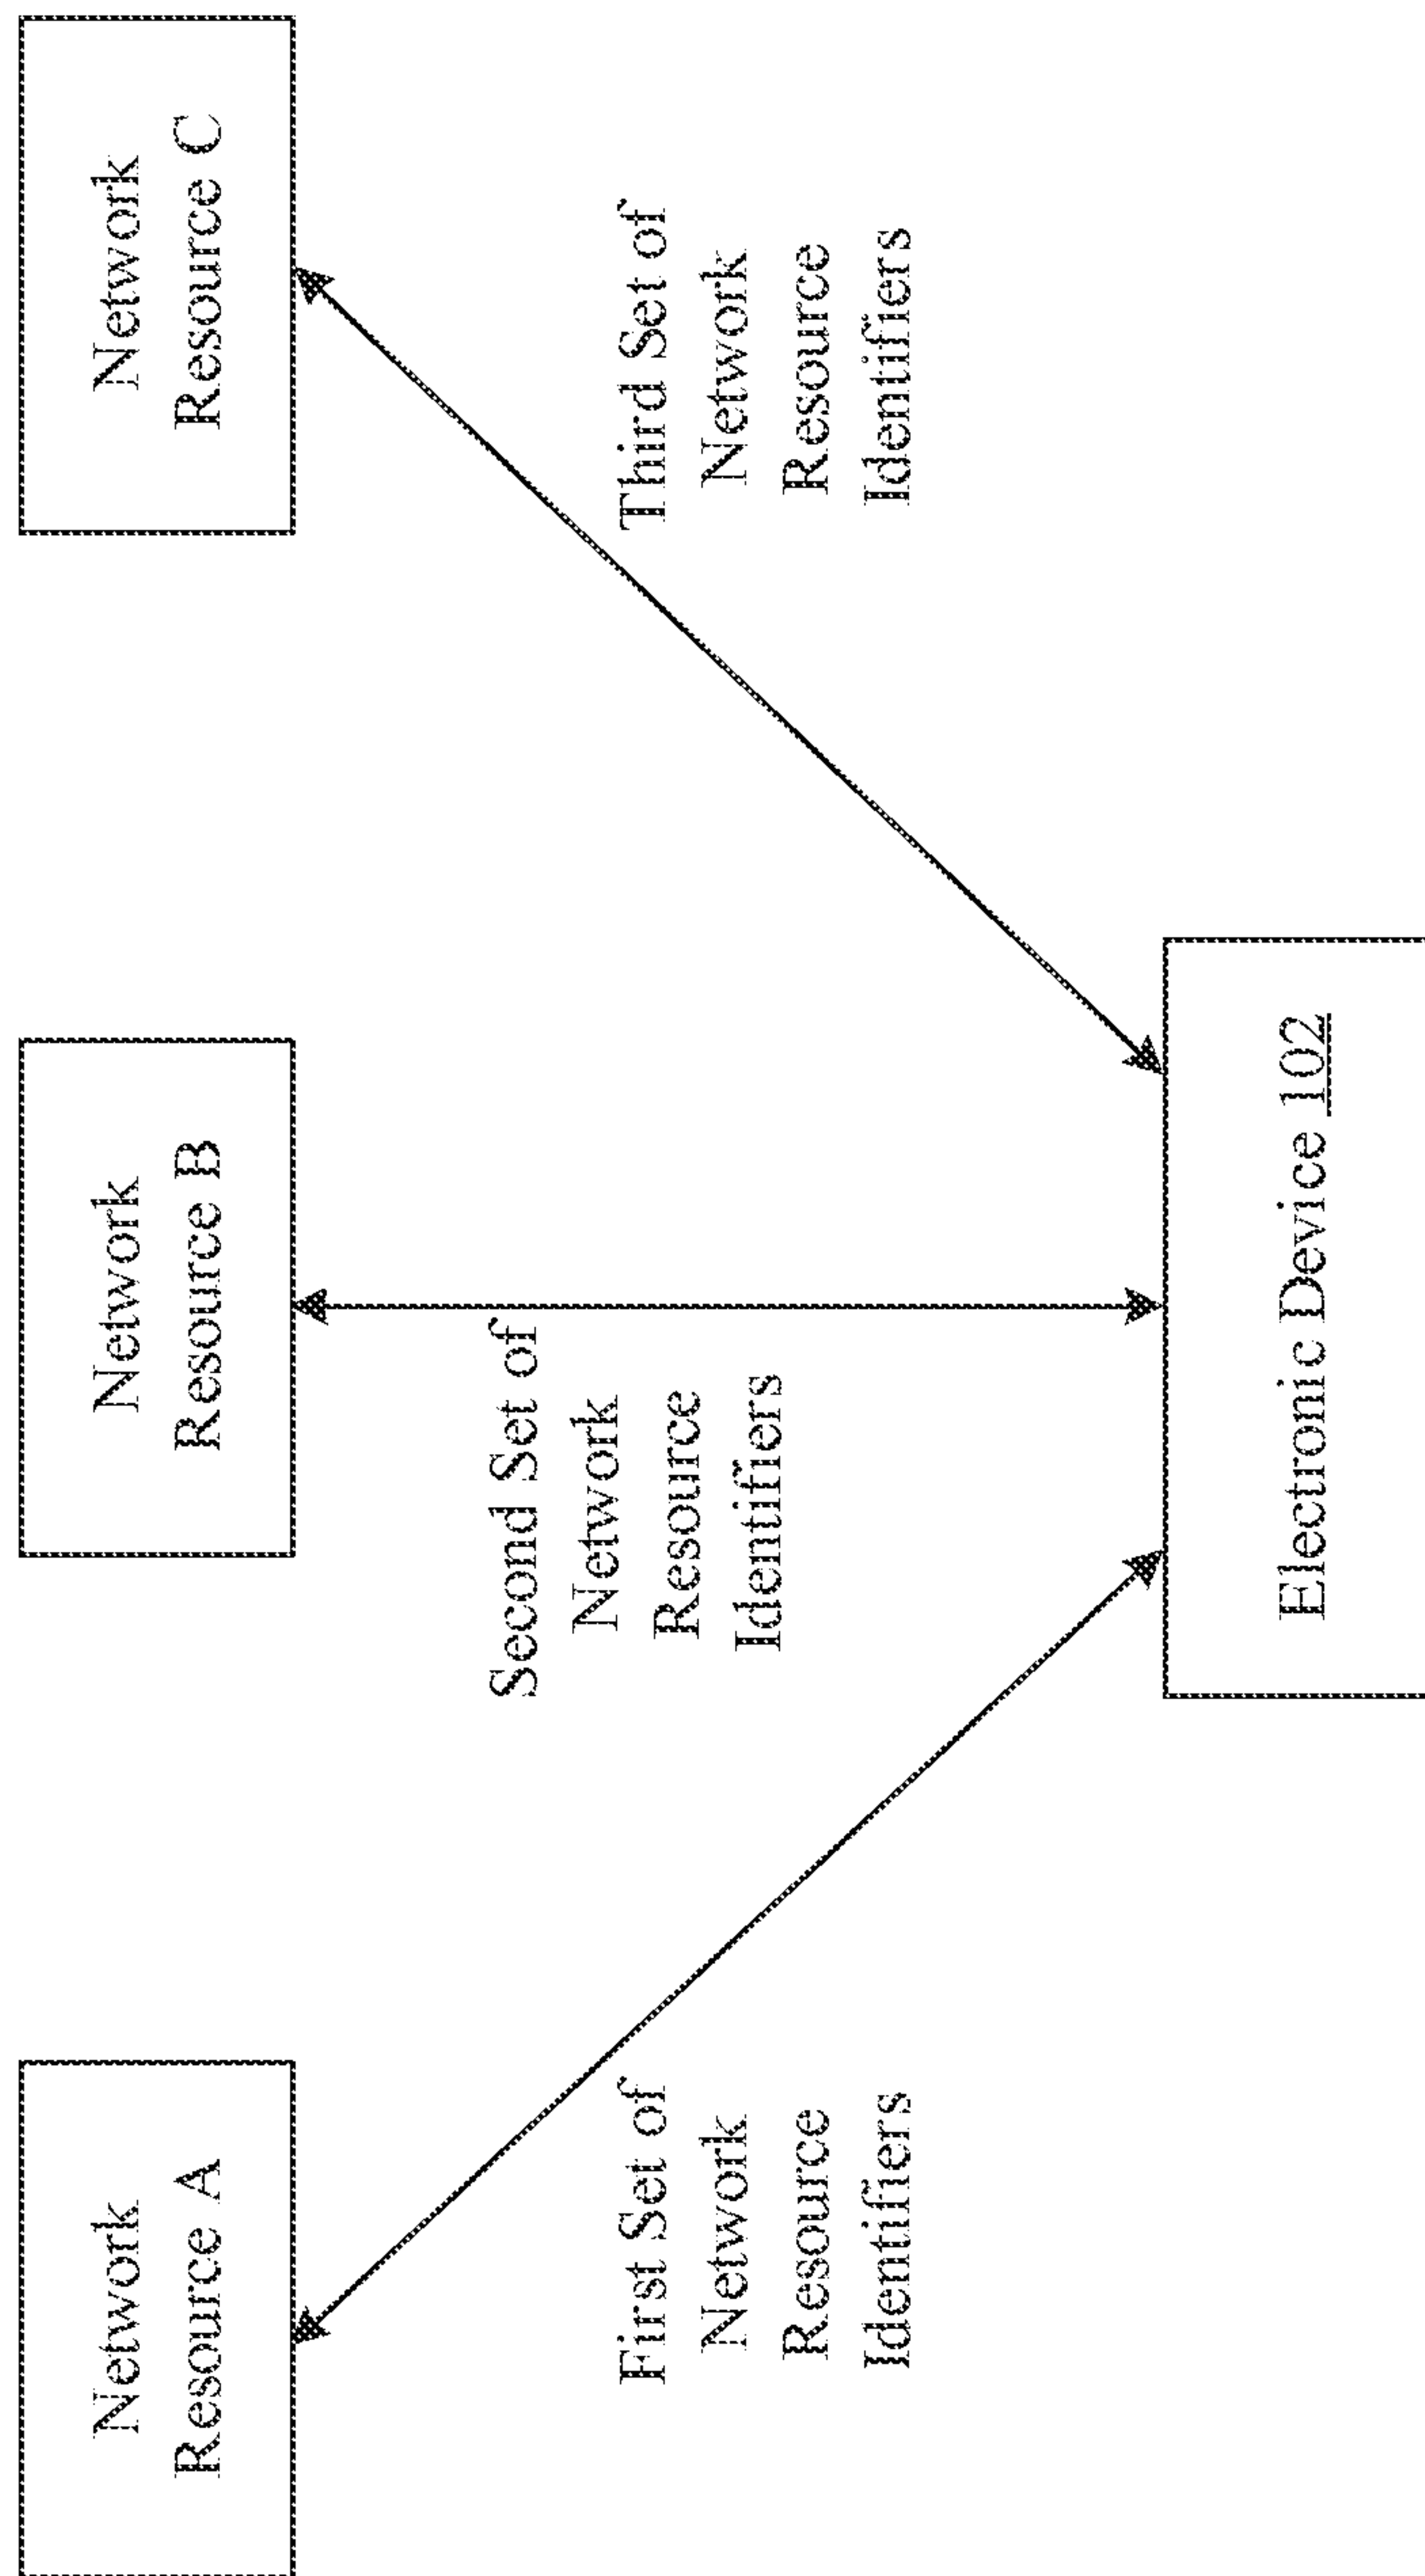 Network
Resource A
Network
Resource B
Network
Resource C
First Set of
Network
Resource
Identifiers
Second Set of
Network
Resource
Identifiers
Third Set of
Network
Resource
Identifiers
Electronic Device 102